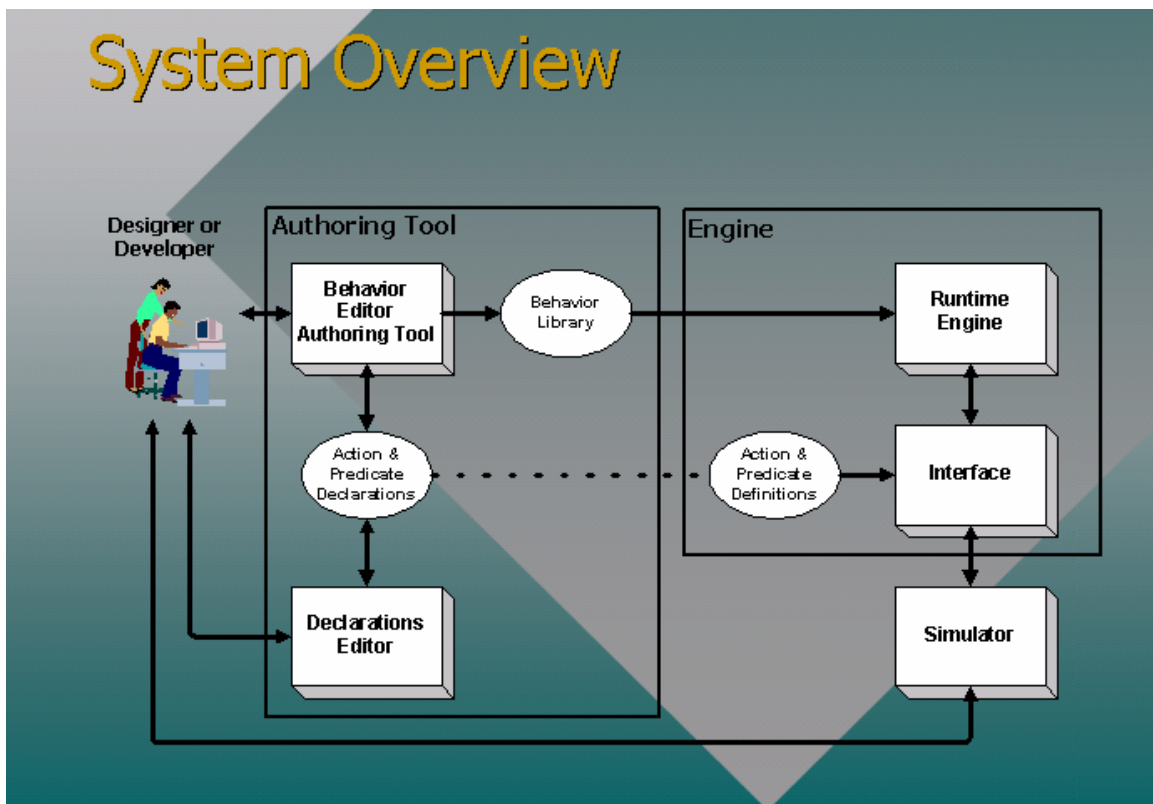 System Overview
Designer or
Developer
Authoring Tool
Behavior
Editor
Authoring Tool
Behavior
Library
Action &
Predicate
Declarations
Declarations
Editor
Engine
Runtime
Engine
Action &
Predicate
Definitions
Interface
Simulator